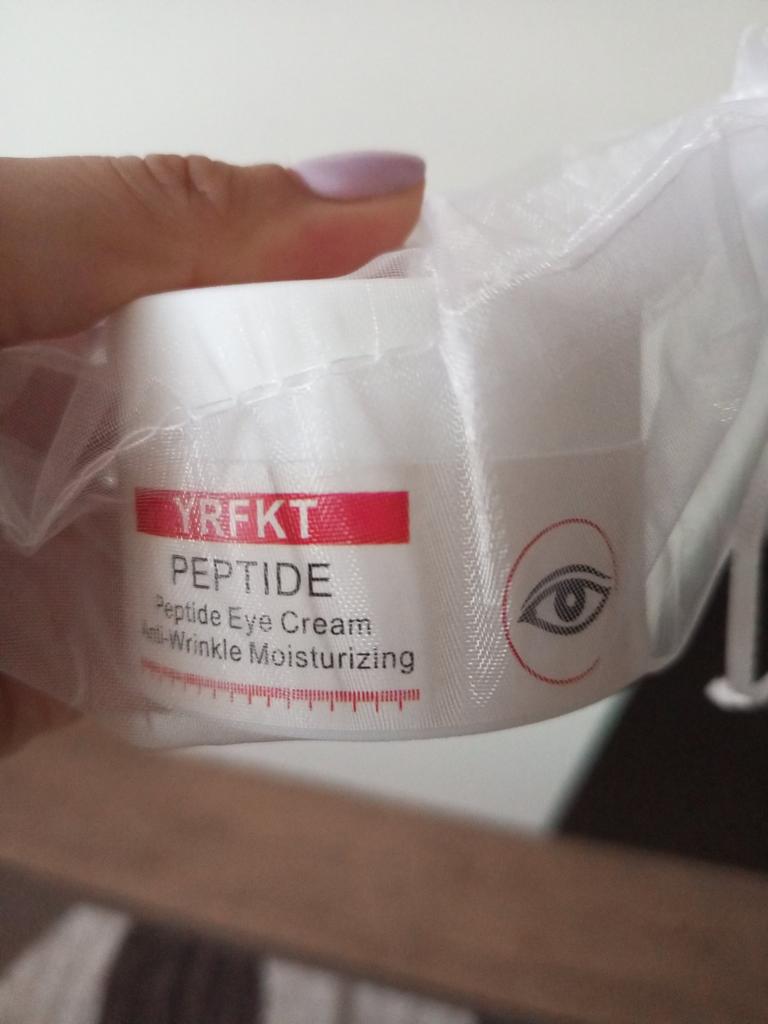 YRFKT
PEPTIDE
Peptide Eye Cream
Anti-Wrinkle Moisturizing